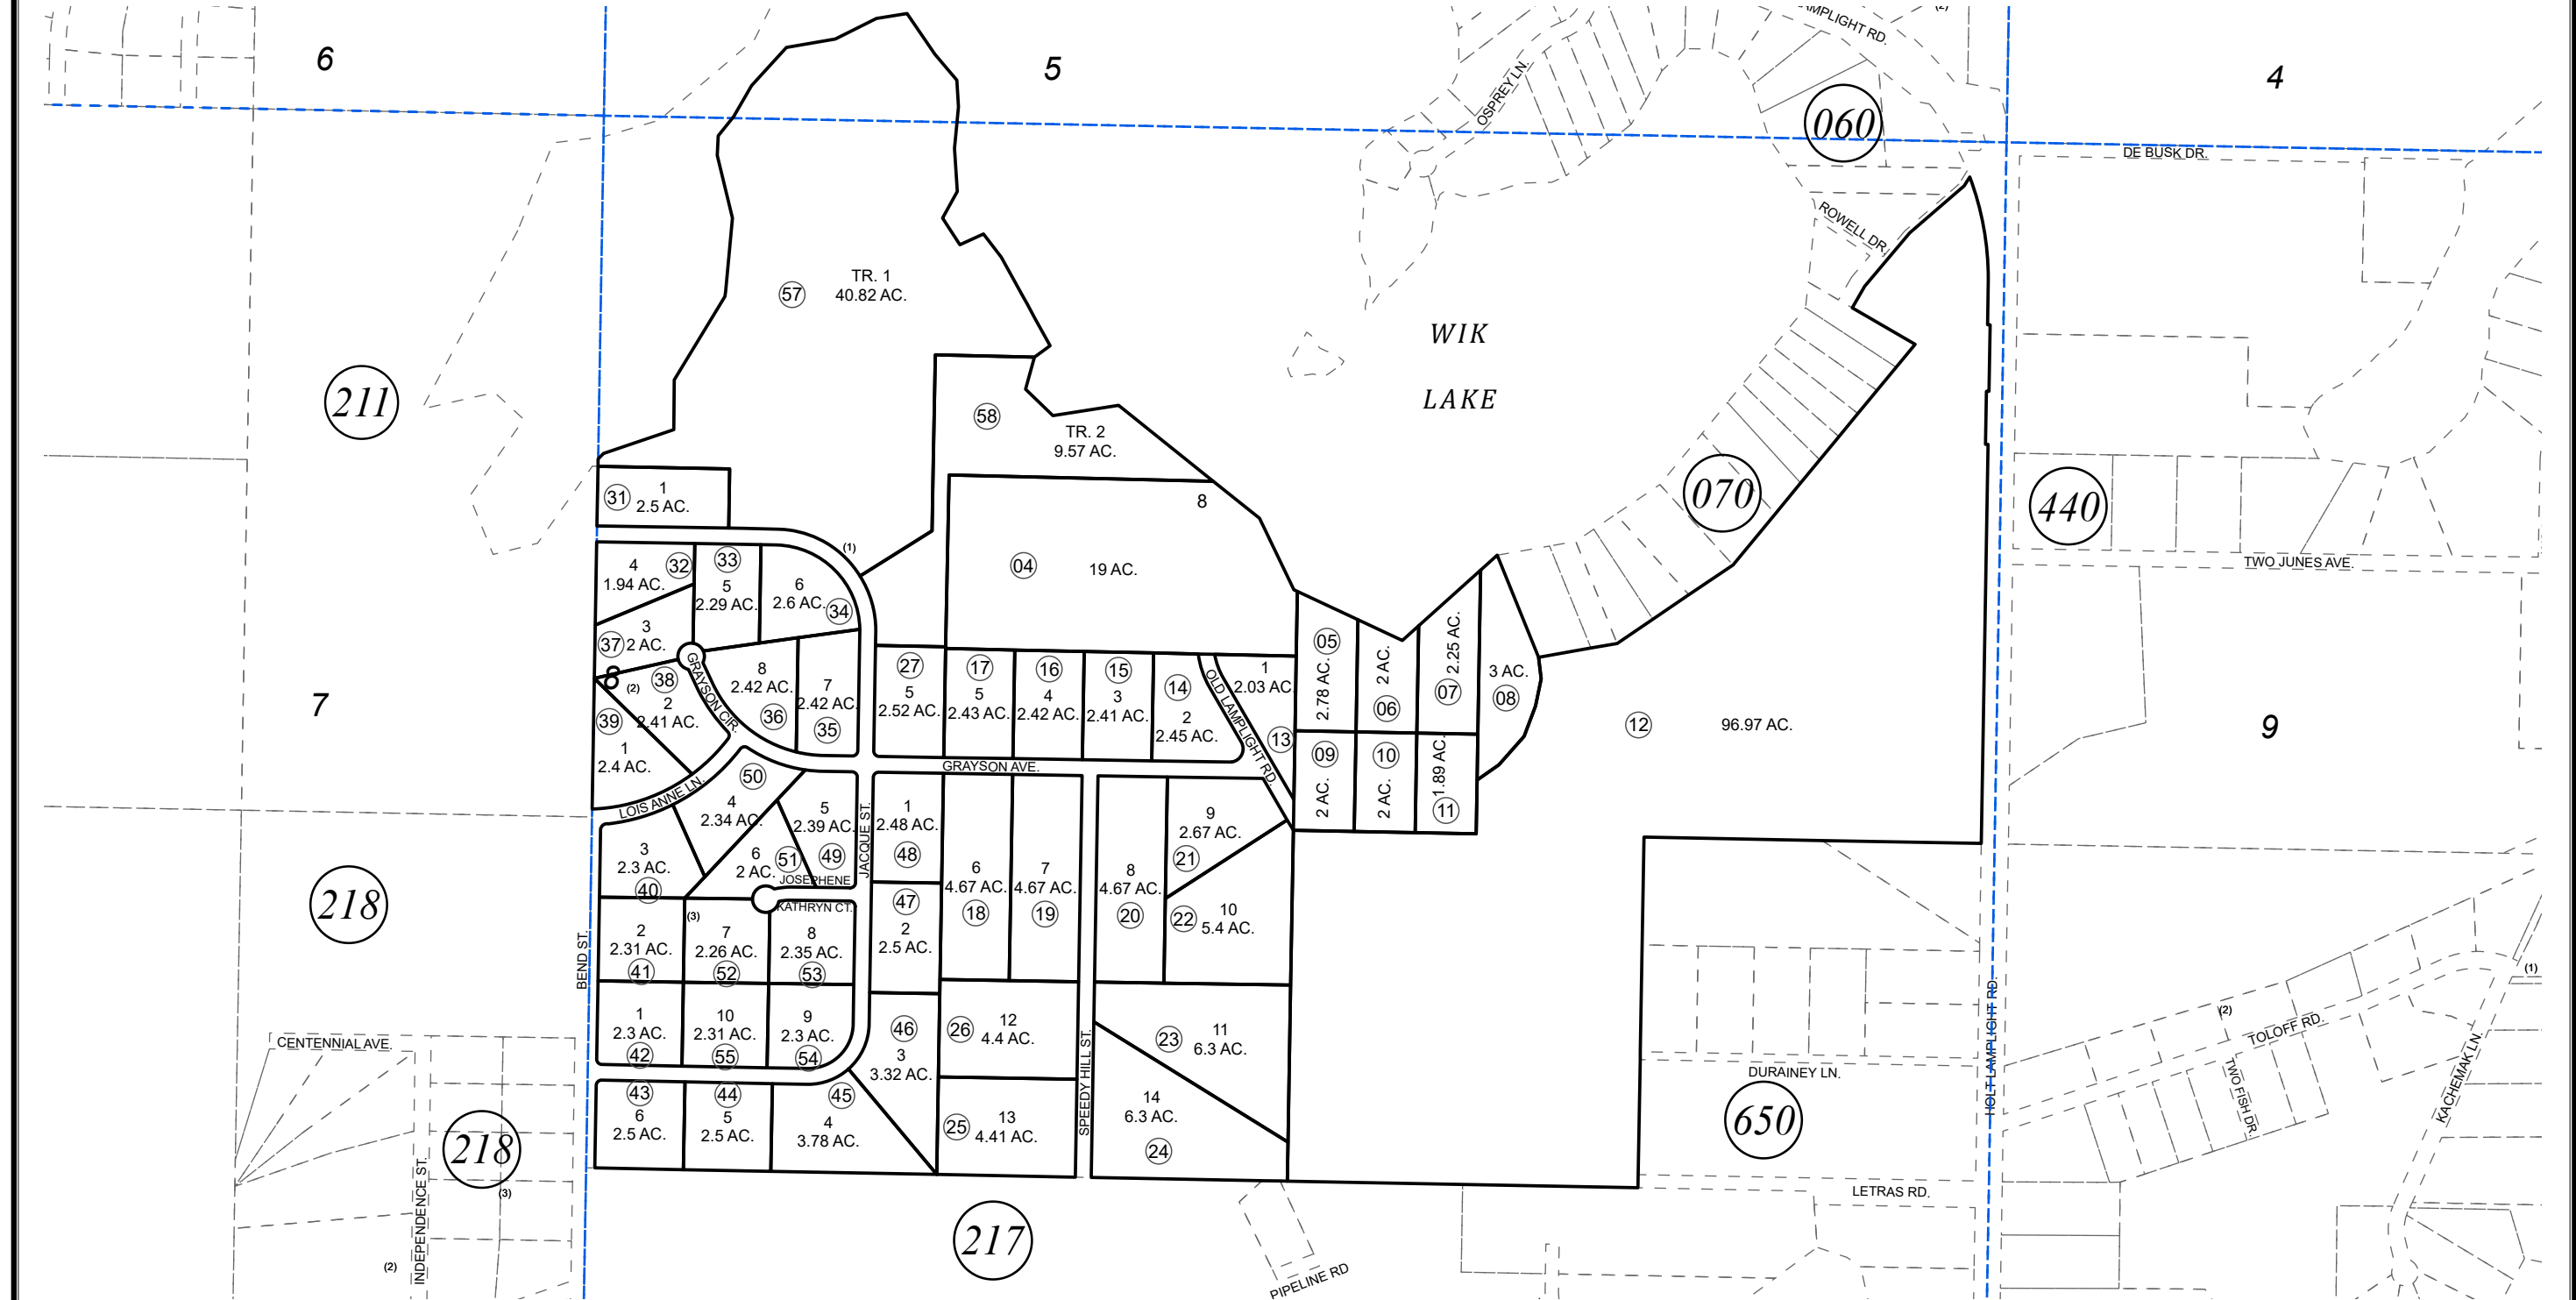 6
5
4
AMPLIGHT RD.
(2)
OSPREY LN.
060
DE BUSK DR.
ROWELL DR.
57
TR. 1
40.82 AC.
WIK
LAKE
211
58
TR. 2
9.57 AC.
31
1
2.5 AC.
8
070
440
(1)
04
19 AC.
TWO JUNES AVE.
4
1.94 AC.
32
33
5
2.29 AC.
6
2.6 AC.
34
3
37
2 AC.
8
(2)
38
2
2.41 AC.
39
1
2.4 AC.
GRAYSON CIR.
8
2.42 AC.
36
7
2.42 AC.
35
27
5
2.52 AC.
17
5
2.43 AC.
16
4
2.42 AC.
15
3
2.41 AC.
14
2
2.45 AC.
OLD LAMPLIGHT RD.
1
2.03 AC.
13
05
2.78 AC.
2 AC.
06
2.25 AC.
07
3 AC.
08
12
96.97 AC.
7
9
GRAYSON AVE.
09
2 AC.
10
2 AC.
1.89 AC.
11
LOIS ANNE LN.
50
4
2.34 AC.
5
2.39 AC.
49
JACQUE ST.
1
2.48 AC.
48
3
2.3 AC.
40
6
2 AC.
51
JOSEPHENE
KATHRYN CT.
(3)
218
47
2
2.5 AC.
6
4.67 AC.
18
7
4.67 AC.
19
8
4.67 AC.
20
9
2.67 AC.
21
22
10
5.4 AC.
BEND ST.
2
2.31 AC.
41
7
2.26 AC.
52
8
2.35 AC.
53
1
2.3 AC.
42
10
2.31 AC.
55
9
2.3 AC.
54
46
3
3.32 AC.
26
12
4.4 AC.
SPEEDY HILL ST.
23
11
6.3 AC.
CENTENNIAL AVE.
43
6
2.5 AC.
44
5
2.5 AC.
45
4
3.78 AC.
25
13
4.41 AC.
14
6.3 AC.
24
HOLT LAMPLIGHT RD.
(1)
(2)
TOLOFF RD.
TWO FISH DR.
KACHEMAK LN.
DURAINEY LN.
650
LETRAS RD.
218
(3)
INDEPENDENCE ST.
(2)
217
PIPELINE RD